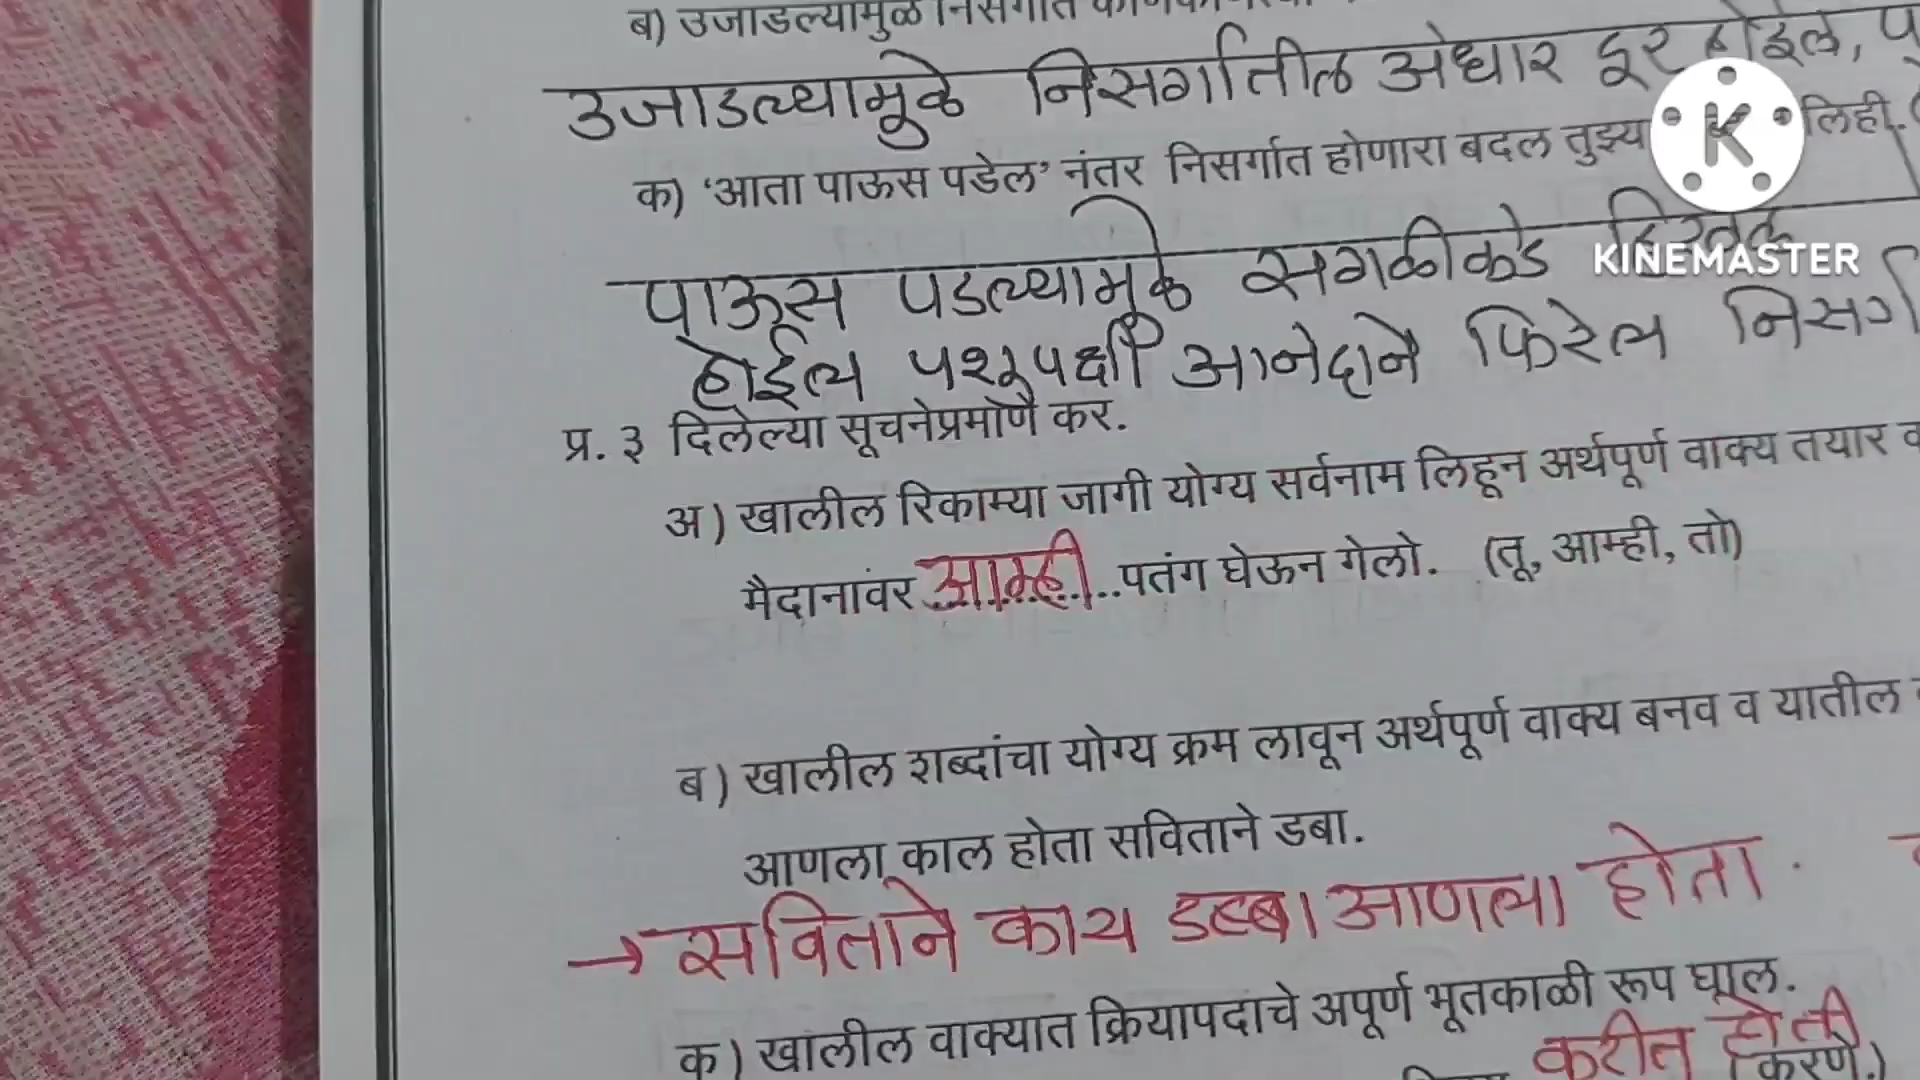 ब) उजाडल्यामुळे निसर्गात
उजाडल्यामुळे निसर्गातील अंधार दूर होईल,
क) 'आता पाऊस पडेल' नंतर निसर्गात होणारा बदल तुझ्या लिही.
पाऊस पडल्यामुळे सगळीकडे
होईल पशूपक्षी आनंदाने फिरेल निसर्ग
प्र. ३ दिलेल्या सूचनेप्रमाणे कर.
अ) खालील रिकाम्या जागी योग्य सर्वनाम लिहून अर्थपूर्ण वाक्य तयार
मैदानांवर आम्ही पतंग घेऊन गेलो. (तू, आम्ही, तो)
ब) खालील शब्दांचा योग्य क्रम लावून अर्थपूर्ण वाक्य बनव व यातील
आणला काल होता सविताने डबा.
→ सविताने काल डब्बा आणला होता.
क) खालील वाक्यात क्रियापदाचे अपूर्ण भूतकाळी रूप घाल.
करीत होती
(करणे.)
K
KINEMASTER